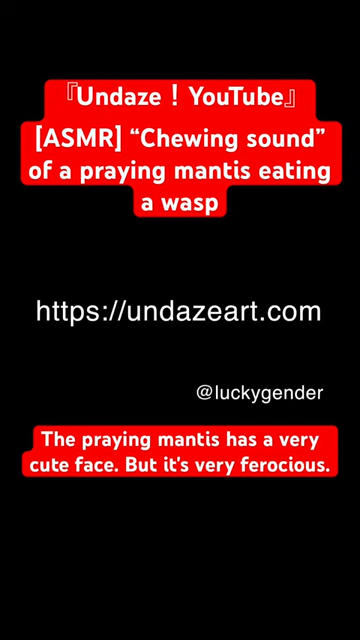 『Undaze！YouTube』
[ASMR] “Chewing sound”
of a praying mantis eating
a wasp
https://undazeart.com
@luckygender
The praying mantis has a very
cute face. But it's very ferocious.